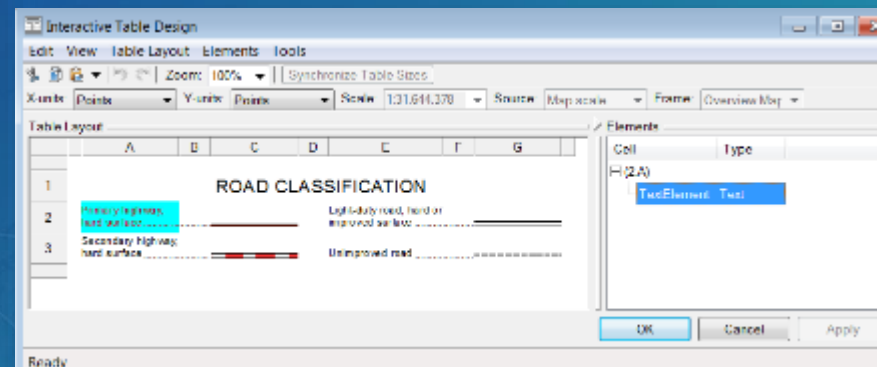 Interactive Table Design
Edit View Table Layout Elements Tools
Zoom: 100% Synchronize Table Sizes
X-units: Points Y-units: Points Scale 1:31,644,378 Source: Map scale Frame: Overview Map
Table Layout Elements
A B C D E F G Cell Type
(2,A)
1 ROAD CLASSIFICATION
TextElement Text
2 Primary highway, hard surface Light-duty road, hard or improved surface
3 Secondary highway, hard surface Unimproved road
OK Cancel Apply
Ready